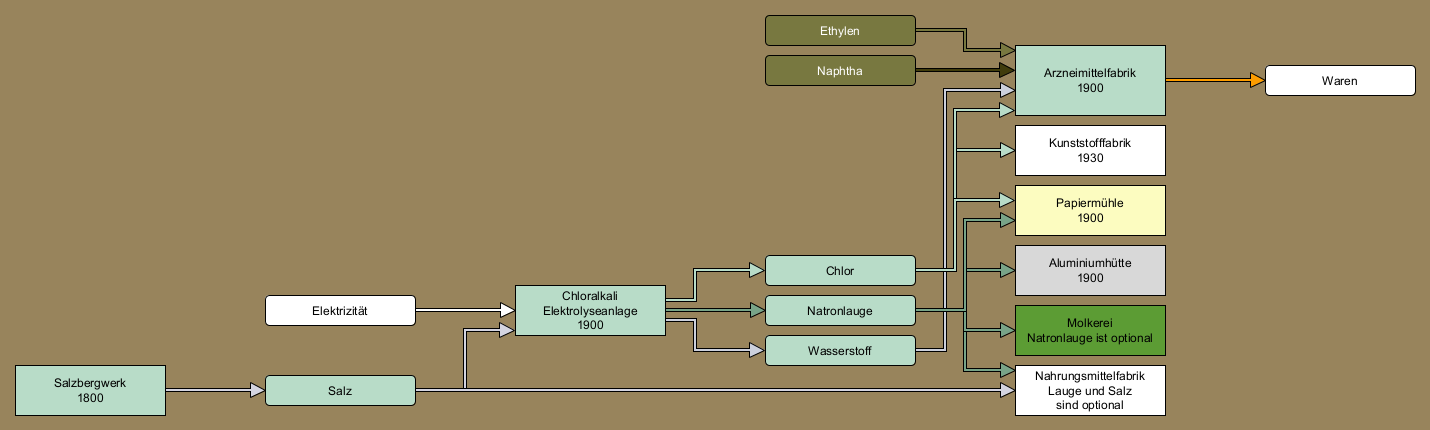 Ethylen
Naphtha
Arzneimittelfabrik
1900
Waren
Kunststofffabrik
1930
Papiermühle
1900
Chlor
Aluminiumhütte
1900
Elektrizität
Chloralkali
Elektrolyseanlage
1900
Natronlauge
Molkerei
Natronlauge ist optional
Wasserstoff
Salzbergwerk
1800
Salz
Nahrungsmittelfabrik
Lauge und Salz
sind optional